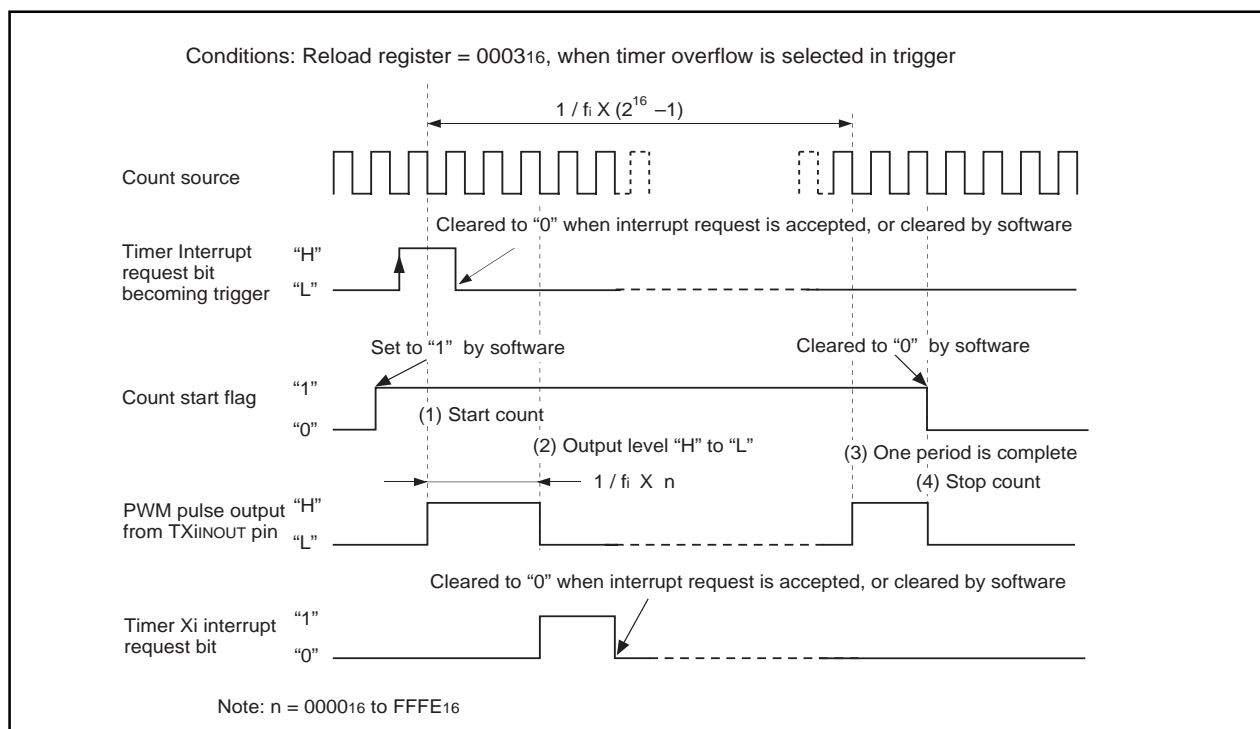 Conditions: Reload register = 000316, when timer overflow is selected in trigger
1 / fi X (2^16 –1)
Count source
Cleared to “0” when interrupt request is accepted, or cleared by software
Timer Interrupt
request bit
becoming trigger
“H”
“L”
Set to “1” by software
Cleared to “0” by software
Count start flag
“1”
“0”
(1) Start count
(2) Output level “H” to “L”
(3) One period is complete
(4) Stop count
1 / fi X n
PWM pulse output
from TXiINOUT pin
“H”
“L”
Cleared to “0” when interrupt request is accepted, or cleared by software
Timer Xi interrupt
request bit
“1”
“0”
Note: n = 000016 to FFFE16